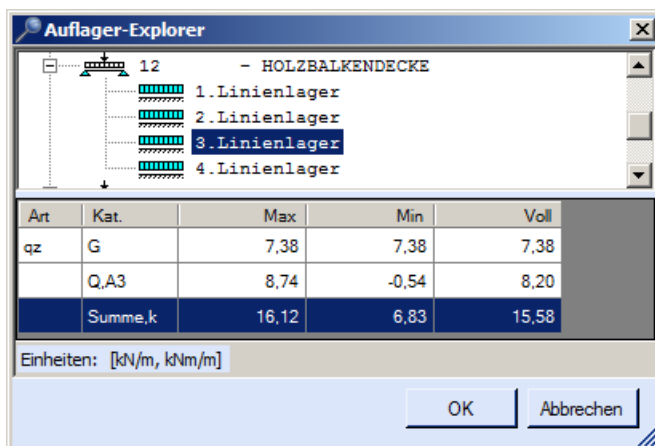 Auflager-Explorer
12 - HOLZBALKENDECKE
1.Linienlager
2.Linienlager
3.Linienlager
4.Linienlager
Art Kat. Max Min Voll
qz G 7,38 7,38 7,38
Q,A3 8,74 -0,54 8,20
Summe,k 16,12 6,83 15,58
Einheiten: [kN/m, kNm/m]
OK Abbrechen